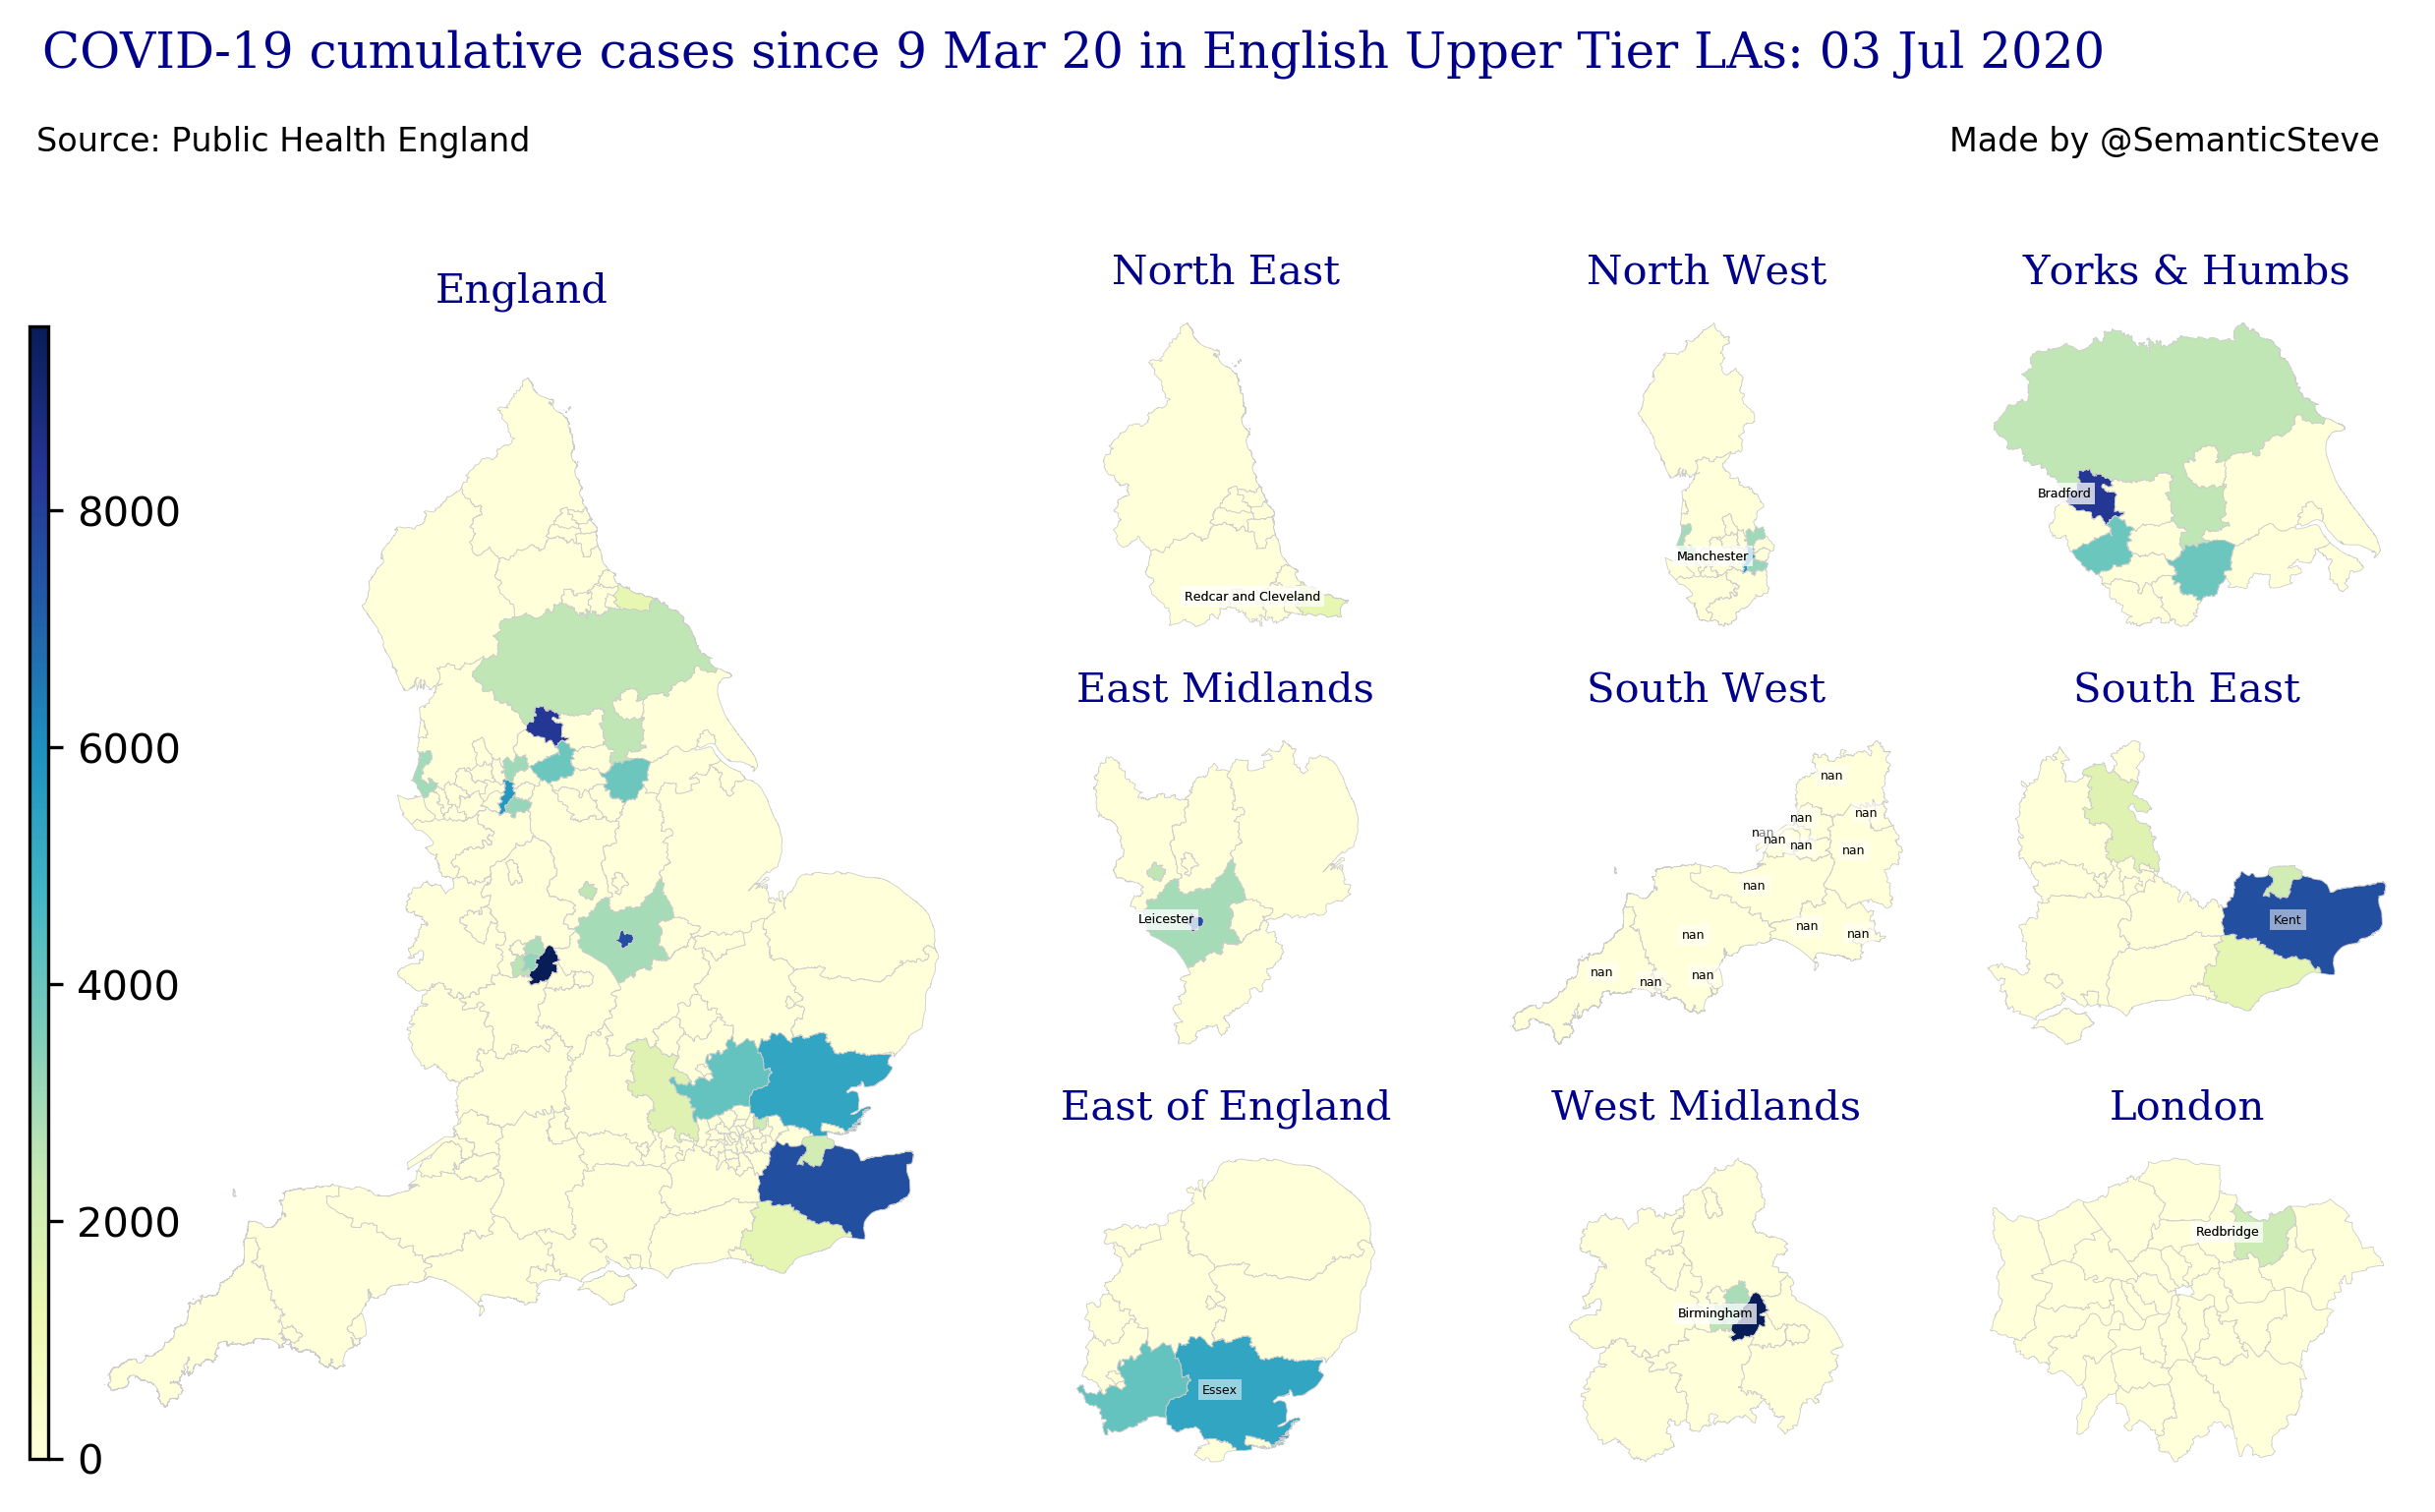 COVID-19 cumulative cases since 9 Mar 20 in English Upper Tier LAs: 03 Jul 2020
Source: Public Health England
Made by @SemanticSteve
England
8000
6000
4000
2000
0
North East
Redcar and Cleveland
North West
Manchester
Yorks & Humbs
Bradford
East Midlands
Leicester
South West
nan
nan
nan
nan
nan
nan
nan
nan
nan
nan
nan
nan
nan
nan
South East
Kent
East of England
Essex
West Midlands
Birmingham
London
Redbridge